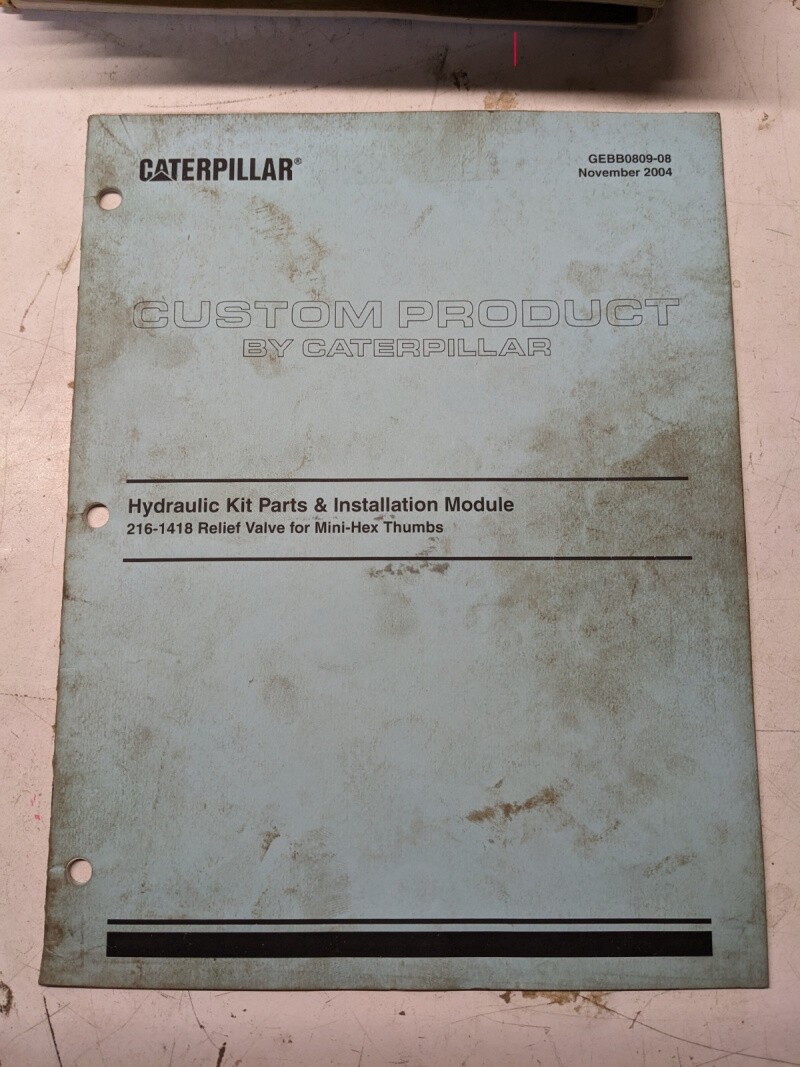 CATERPILLAR®
GEBB0809-08
November 2004
CUSTOM PRODUCT
BY CATERPILLAR
Hydraulic Kit Parts & Installation Module
216-1418 Relief Valve for Mini-Hex Thumbs